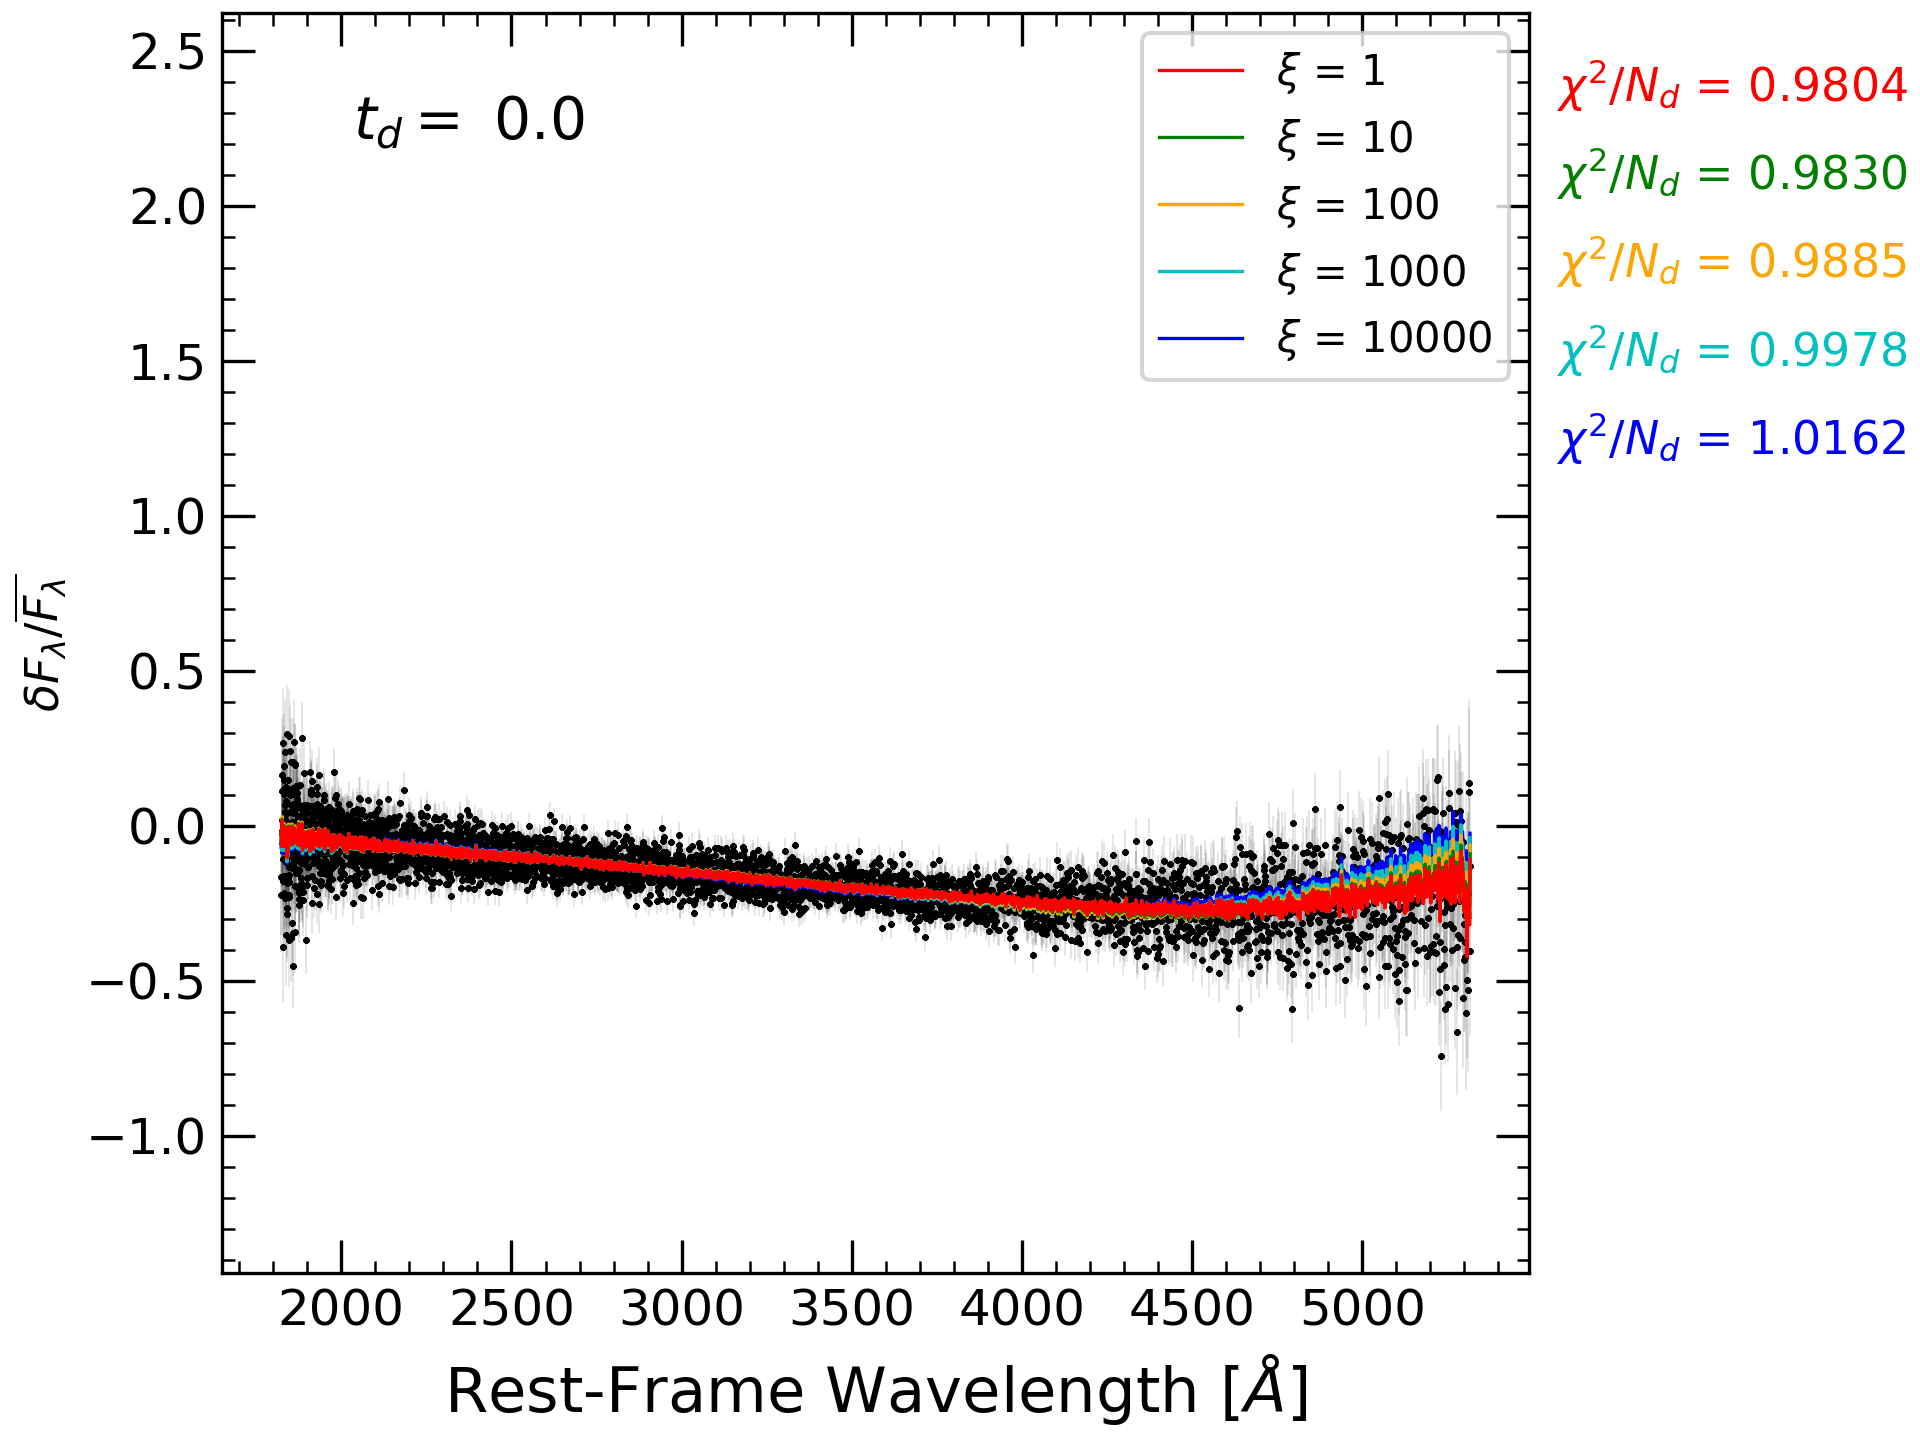 2.5
2.0
1.5
1.0
0.5
0.0
−0.5
−1.0
δF_λ/\overline{F}_λ
t_d = 0.0
ξ = 1
ξ = 10
ξ = 100
ξ = 1000
ξ = 10000
χ²/N_d = 0.9804
χ²/N_d = 0.9830
χ²/N_d = 0.9885
χ²/N_d = 0.9978
χ²/N_d = 1.0162
2000 2500 3000 3500 4000 4500 5000
Rest-Frame Wavelength [Å]